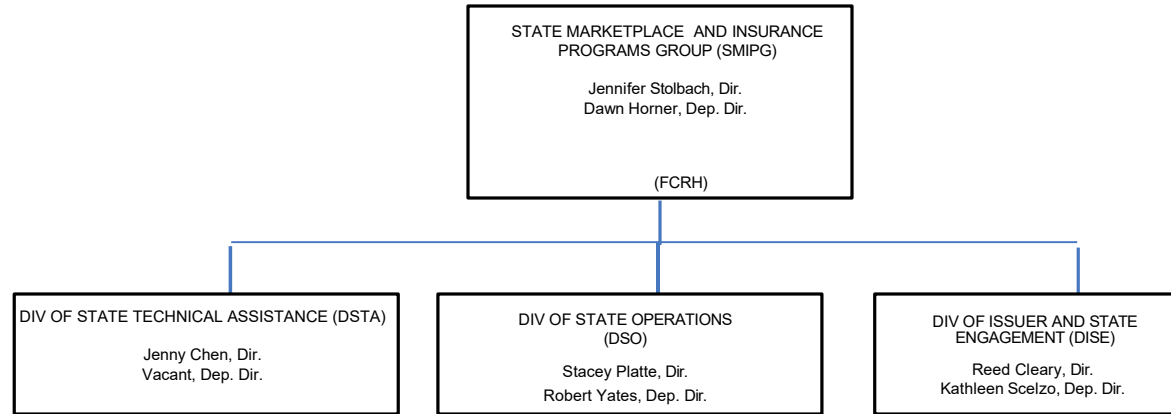 STATE MARKETPLACE AND INSURANCE
PROGRAMS GROUP (SMIPG)
Jennifer Stolbach, Dir.
Dawn Horner, Dep. Dir.
(FCRH)
DIV OF STATE TECHNICAL ASSISTANCE (DSTA)
Jenny Chen, Dir.
Vacant, Dep. Dir.
DIV OF STATE OPERATIONS
(DSO)
Stacey Platte, Dir.
Robert Yates, Dep. Dir.
DIV OF ISSUER AND STATE
ENGAGEMENT (DISE)
Reed Cleary, Dir.
Kathleen Scelzo, Dep. Dir.